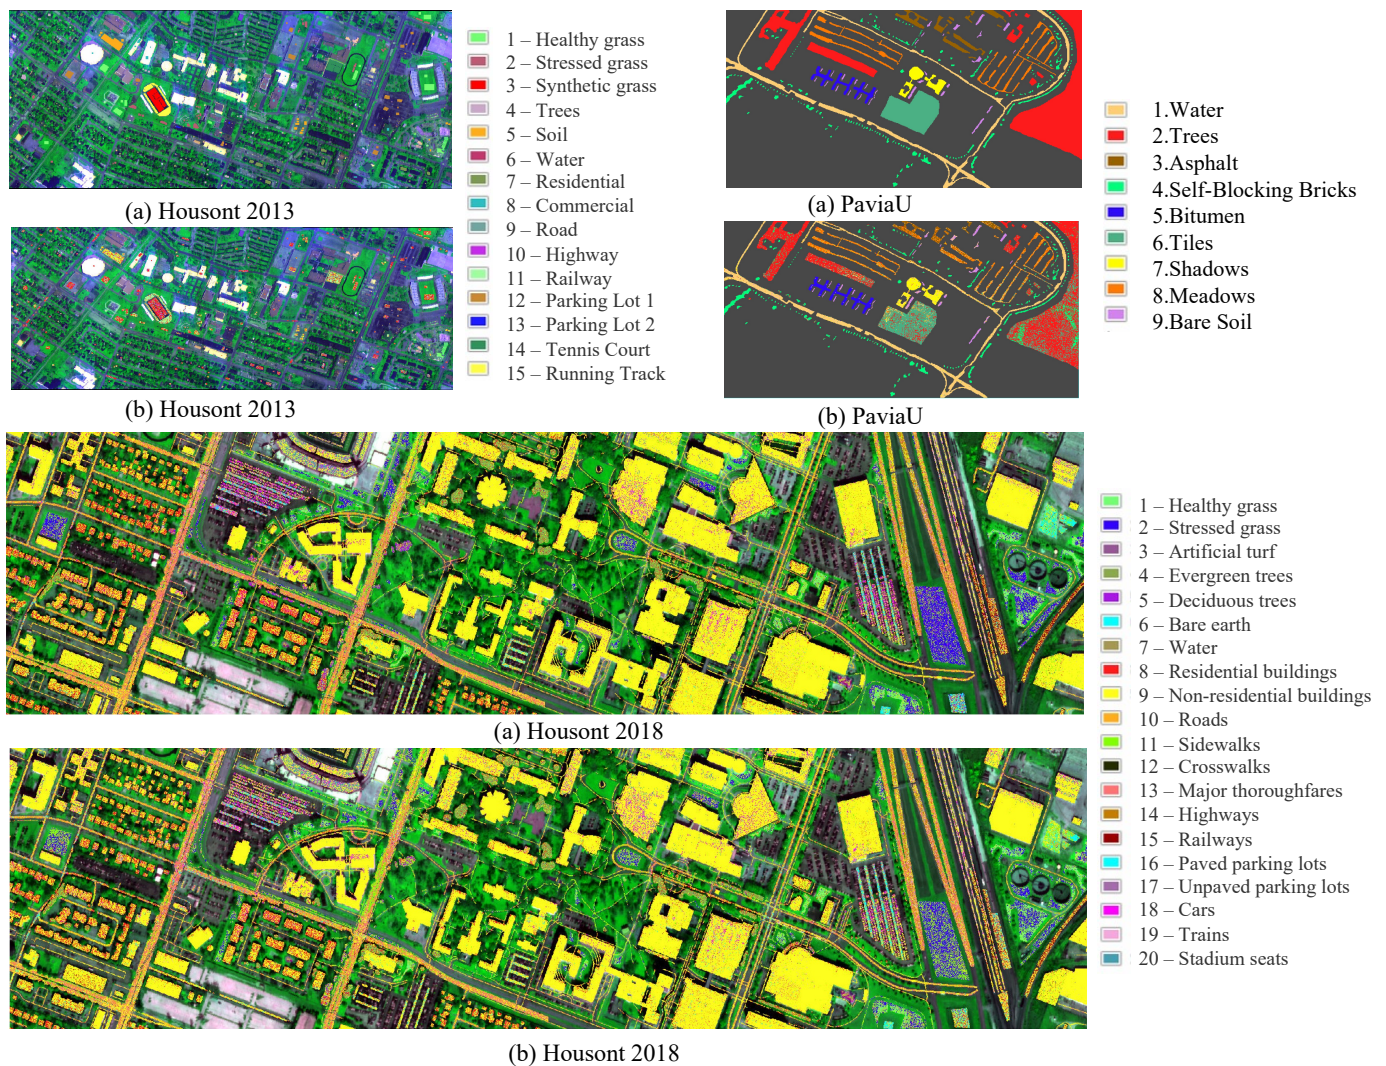 1 – Healthy grass
2 – Stressed grass
3 – Synthetic grass
4 – Trees
5 – Soil
6 – Water
7 – Residential
8 – Commercial
9 – Road
10 – Highway
11 – Railway
12 – Parking Lot 1
13 – Parking Lot 2
14 – Tennis Court
15 – Running Track
(a) Housont 2013
(b) Housont 2013
(a) PaviaU
(b) PaviaU
1.Water
2.Trees
3.Asphalt
4.Self-Blocking Bricks
5.Bitumen
6.Tiles
7.Shadows
8.Meadows
9.Bare Soil
(a) Housont 2018
(b) Housont 2018
1 – Healthy grass
2 – Stressed grass
3 – Artificial turf
4 – Evergreen trees
5 – Deciduous trees
6 – Bare earth
7 – Water
8 – Residential buildings
9 – Non-residential buildings
10 – Roads
11 – Sidewalks
12 – Crosswalks
13 – Major thoroughfares
14 – Highways
15 – Railways
16 – Paved parking lots
17 – Unpaved parking lots
18 – Cars
19 – Trains
20 – Stadium seats